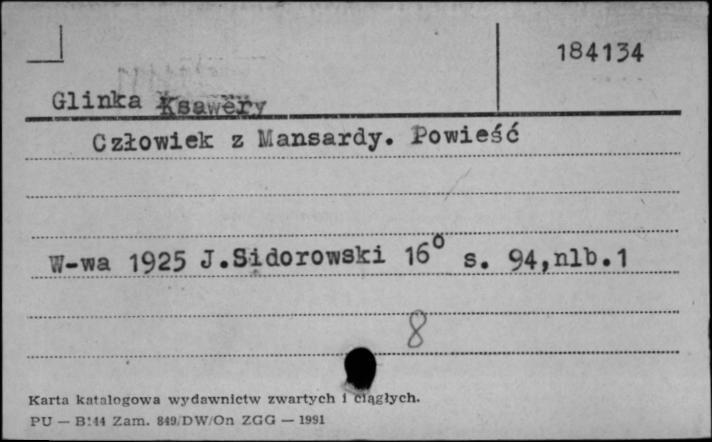 184134
Glinka Ksawery
Człowiek z Mansardy. Powieść
W-wa 1925 J.Sidorowski 16° s. 94,nlb.1
8
Karta katalogowa wydawnictw zwartych i ciągłych.
PU — B144 Zam. 849/DW/On ZGG — 1991